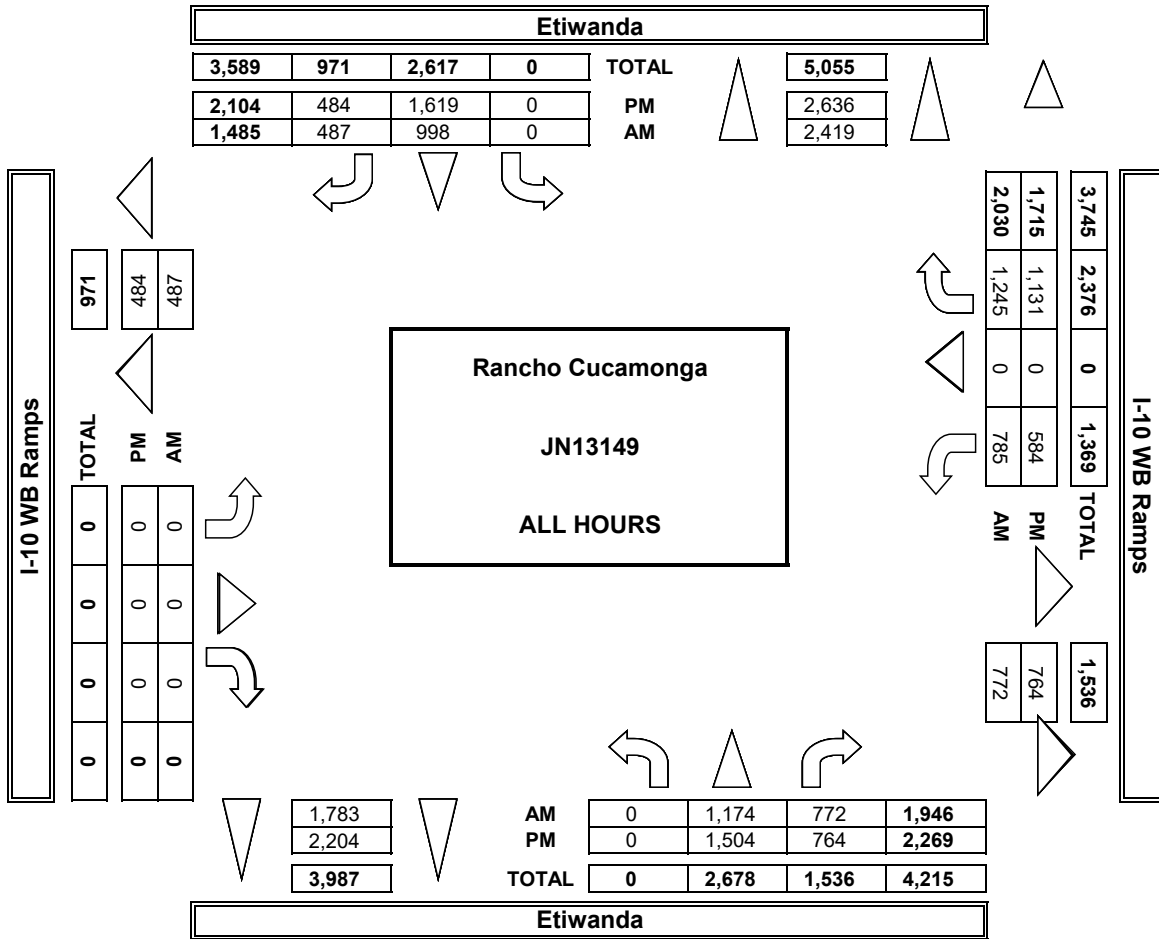 Etiwanda
3,589 971 2,617 0 TOTAL 5,055
2,104 484 1,619 0 PM 2,636
1,485 487 998 0 AM 2,419
I-10 WB Ramps
971 484 487
TOTAL PM AM
0 0 0
0 0 0
0 0 0
0 0 0
Rancho Cucamonga
JN13149
ALL HOURS
3,745 2,376 0 1,369 TOTAL
1,715 1,131 0 584 PM
2,030 1,245 0 785 AM
1,536
764
772
I-10 WB Ramps
1,783 AM 0 1,174 772 1,946
2,204 PM 0 1,504 764 2,269
3,987 TOTAL 0 2,678 1,536 4,215
Etiwanda